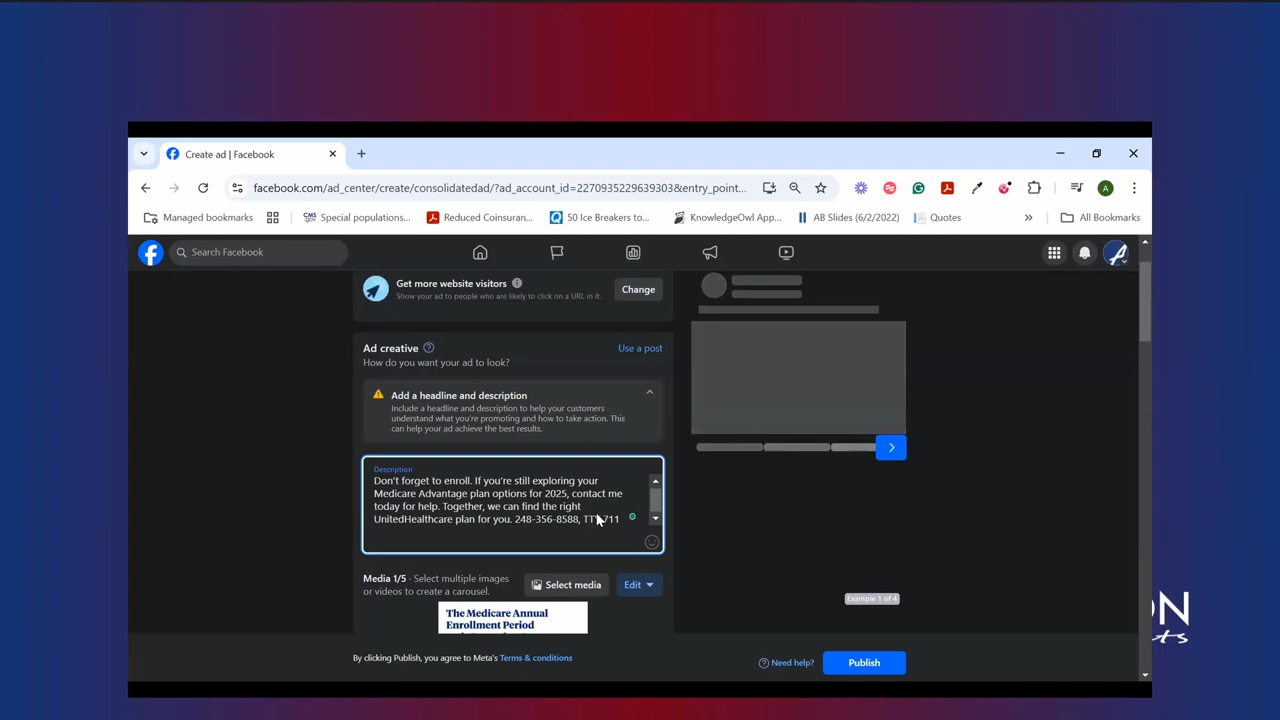 Create ad | Facebook
facebook.com/ad_center/create/consolidatedad/?ad_account_id=2270935229639303&entry_point...
A
Managed bookmarks
CMS Special populations...
Reduced Coinsuran...
50 Ice Breakers to...
KnowledgeOwl App...
AB Slides (6/2/2022)
Quotes
»
All Bookmarks
Search Facebook
Get more website visitors
Show your ad to people who are likely to click on a URL in it.
Change
Ad creative
Use a post
How do you want your ad to look?
Add a headline and description
Include a headline and description to help your customers
understand what you're promoting and how to take action. This
can help your ad achieve the best results.
Description
Don't forget to enroll. If you're still exploring your
Medicare Advantage plan options for 2025, contact me
today for help. Together, we can find the right
UnitedHealthcare plan for you. 248-356-8588, TTY 711
Media 1/5 · Select multiple images
or videos to create a carousel.
Select media
Edit
The Medicare Annual
Enrollment Period
Example 1 of 4
By clicking Publish, you agree to Meta's Terms & conditions
Need help?
Publish